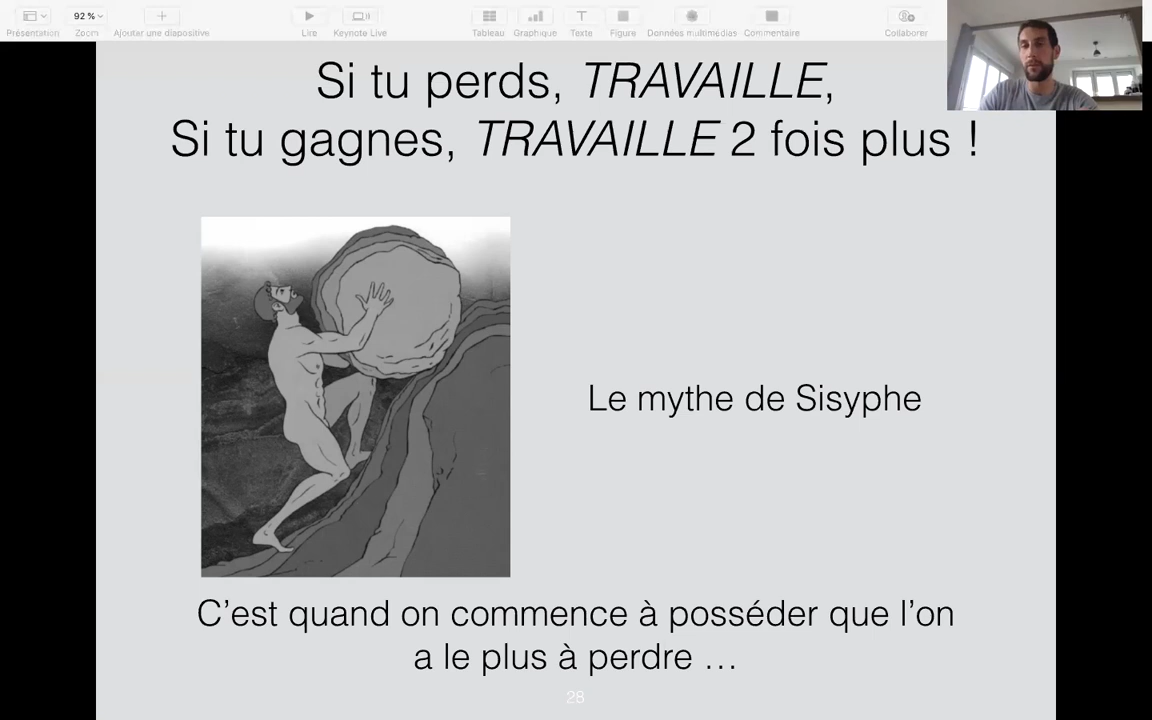 Présentation
92 %
Zoom
Ajouter une diapositive
Lire
Keynote Live
Tableau
Graphique
Texte
Figure
Données multimédias
Commentaire
Collaborer
Si tu perds, TRAVAILLE,
Si tu gagnes, TRAVAILLE 2 fois plus !
Le mythe de Sisyphe
C’est quand on commence à posséder que l’on
a le plus à perdre …
28